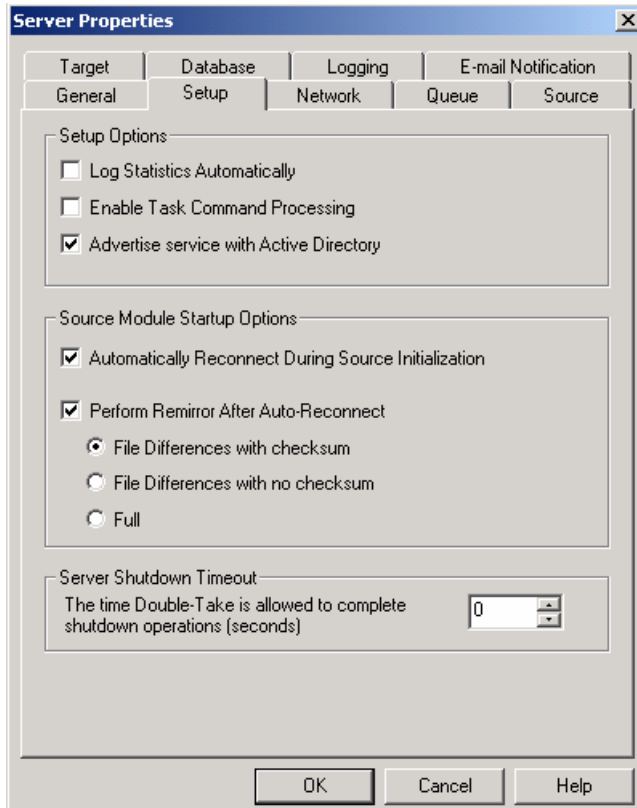 Server Properties
Target Database Logging E-mail Notification
General Setup Network Queue Source
Setup Options
Log Statistics Automatically
Enable Task Command Processing
Advertise service with Active Directory
Source Module Startup Options
Automatically Reconnect During Source Initialization
Perform Remirror After Auto-Reconnect
File Differences with checksum
File Differences with no checksum
Full
Server Shutdown Timeout
The time Double-Take is allowed to complete
shutdown operations (seconds)
0
OK Cancel Help